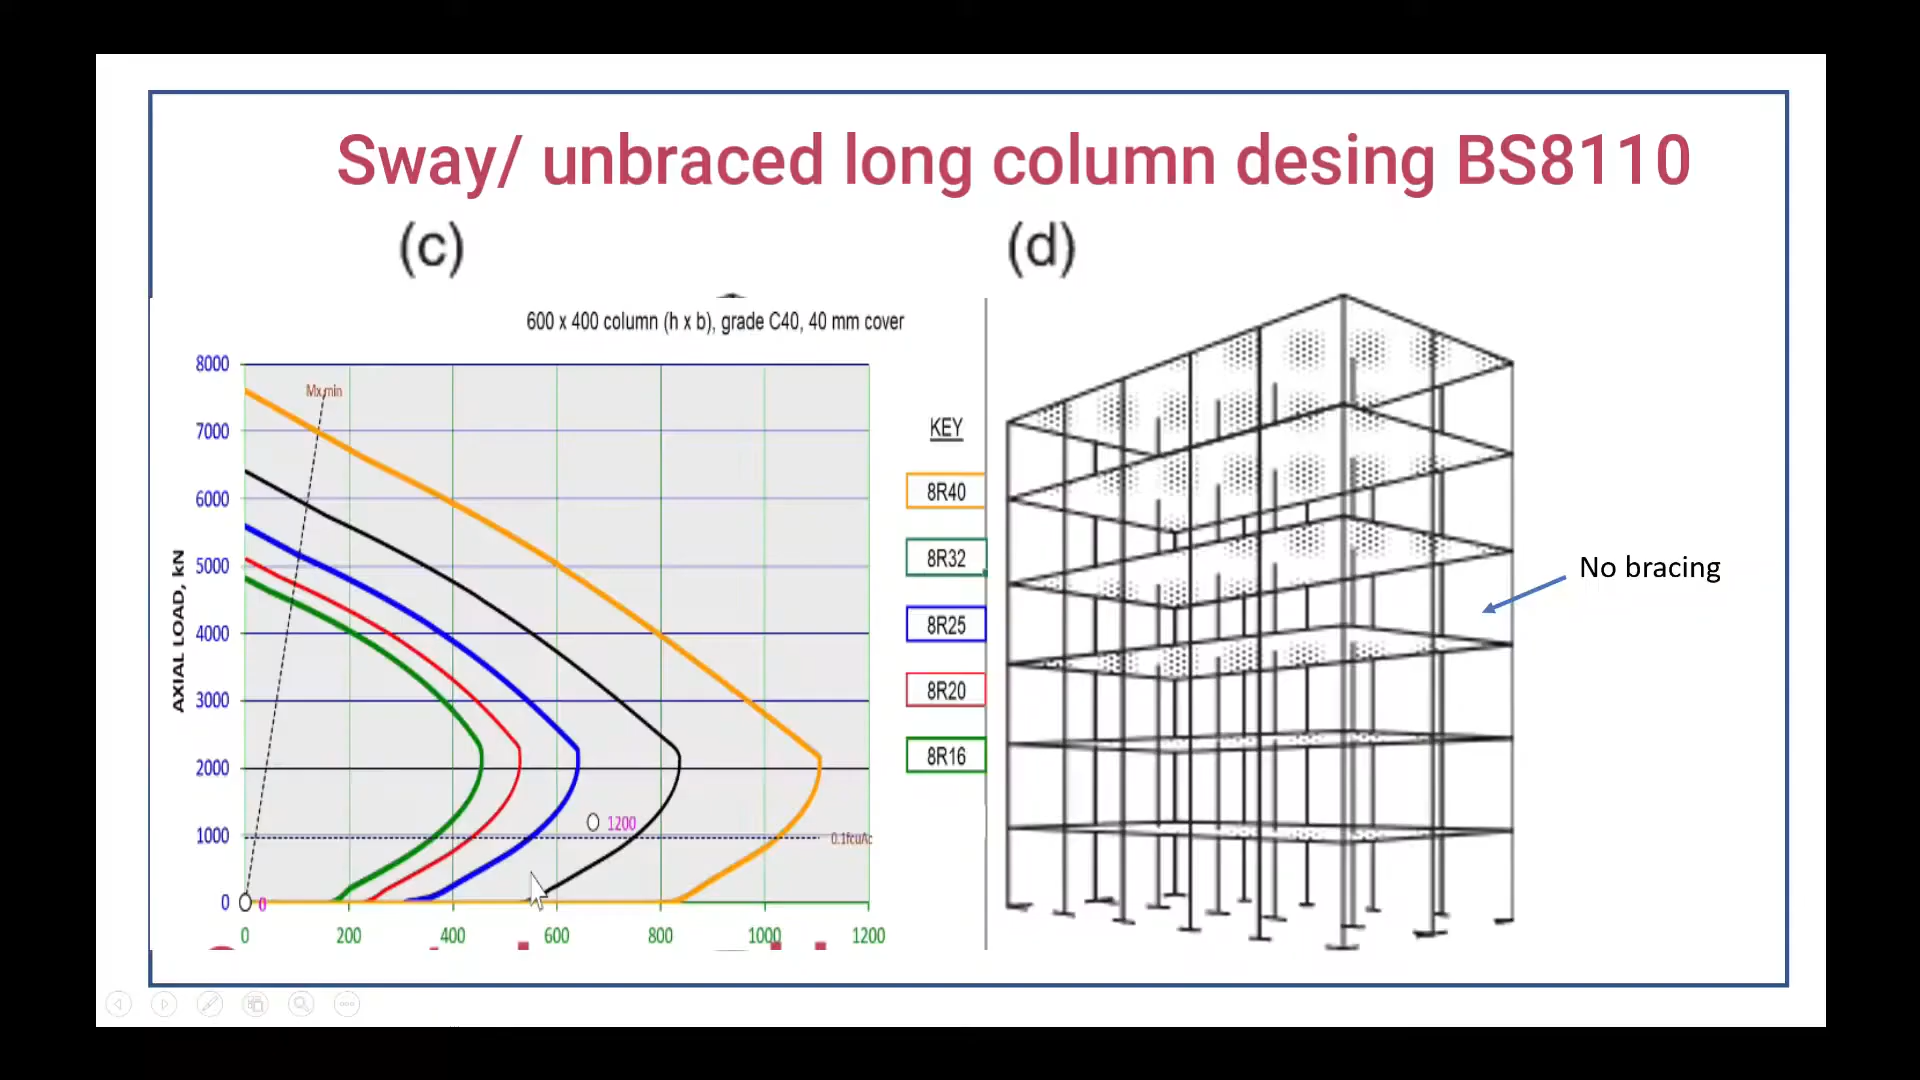 Sway/ unbraced long column desing BS8110
(c)
(d)
600 x 400 column (h x b), grade C40, 40 mm cover
8000
7000
6000
5000
4000
3000
2000
1000
0
AXIAL LOAD, kN
Mx min
1200
0.1fcuAc
0
0
200
400
600
800
1000
1200
KEY
8R40
8R32
8R25
8R20
8R16
No bracing